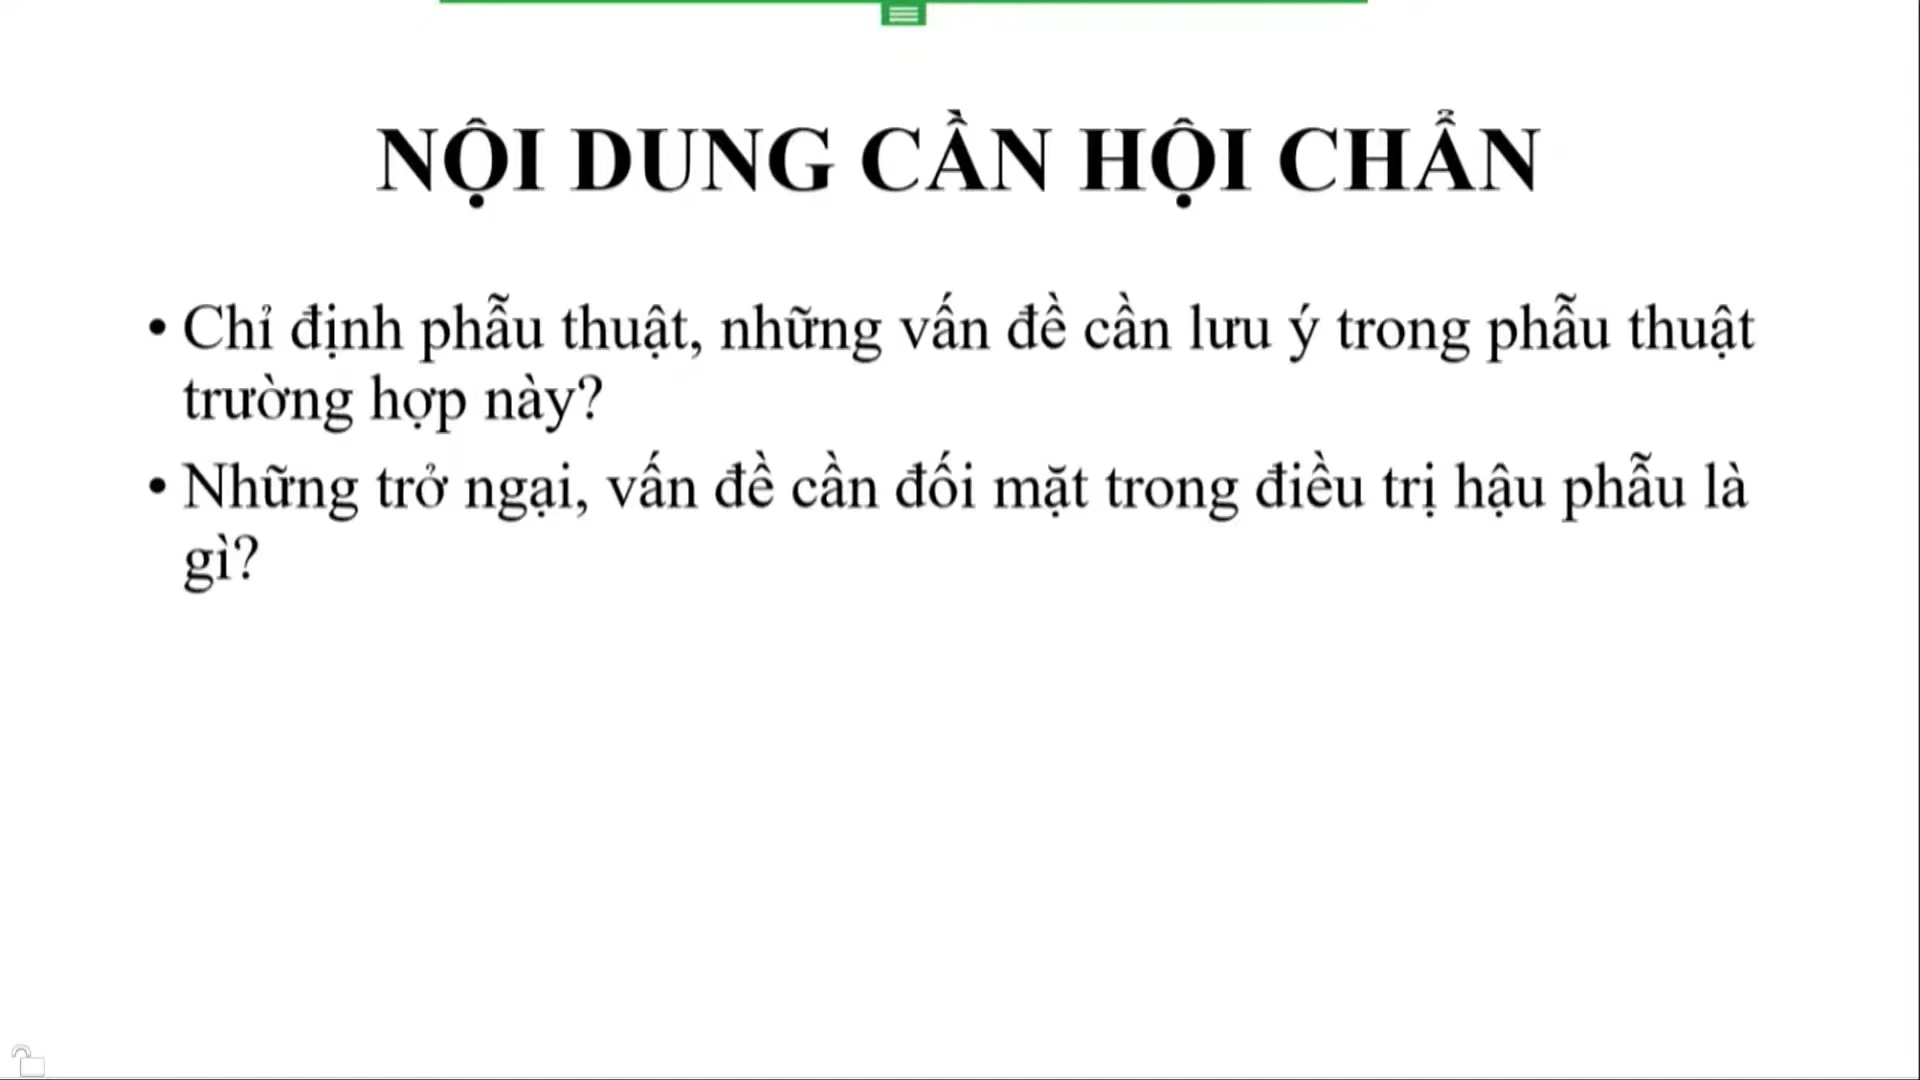 NỘI DUNG CẦN HỘI CHẨN
• Chỉ định phẫu thuật, những vấn đề cần lưu ý trong phẫu thuật
trường hợp này?
• Những trở ngại, vấn đề cần đối mặt trong điều trị hậu phẫu là
gì?